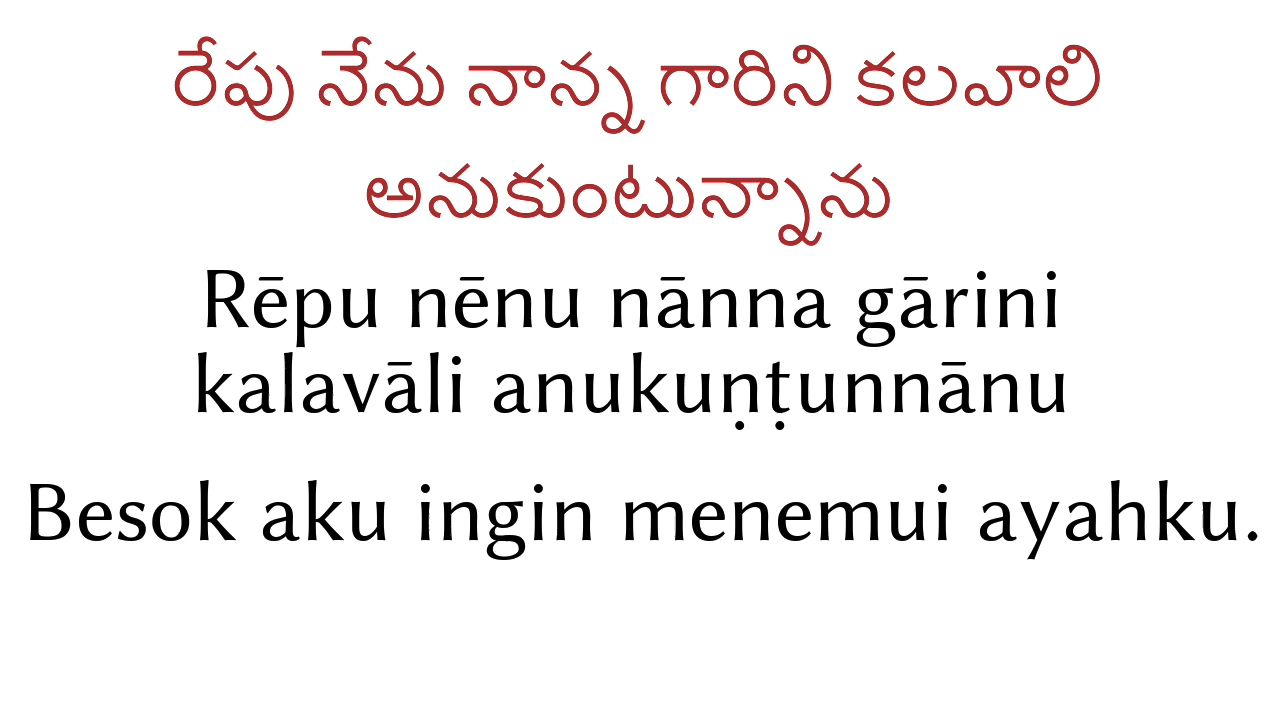 రేపు నేను నాన్న గారిని కలవాలి
అనుకుంటున్నాను
Rēpu nēnu nānna gārini
kalavāli anukuṇṭunnānu
Besok aku ingin menemui ayahku.